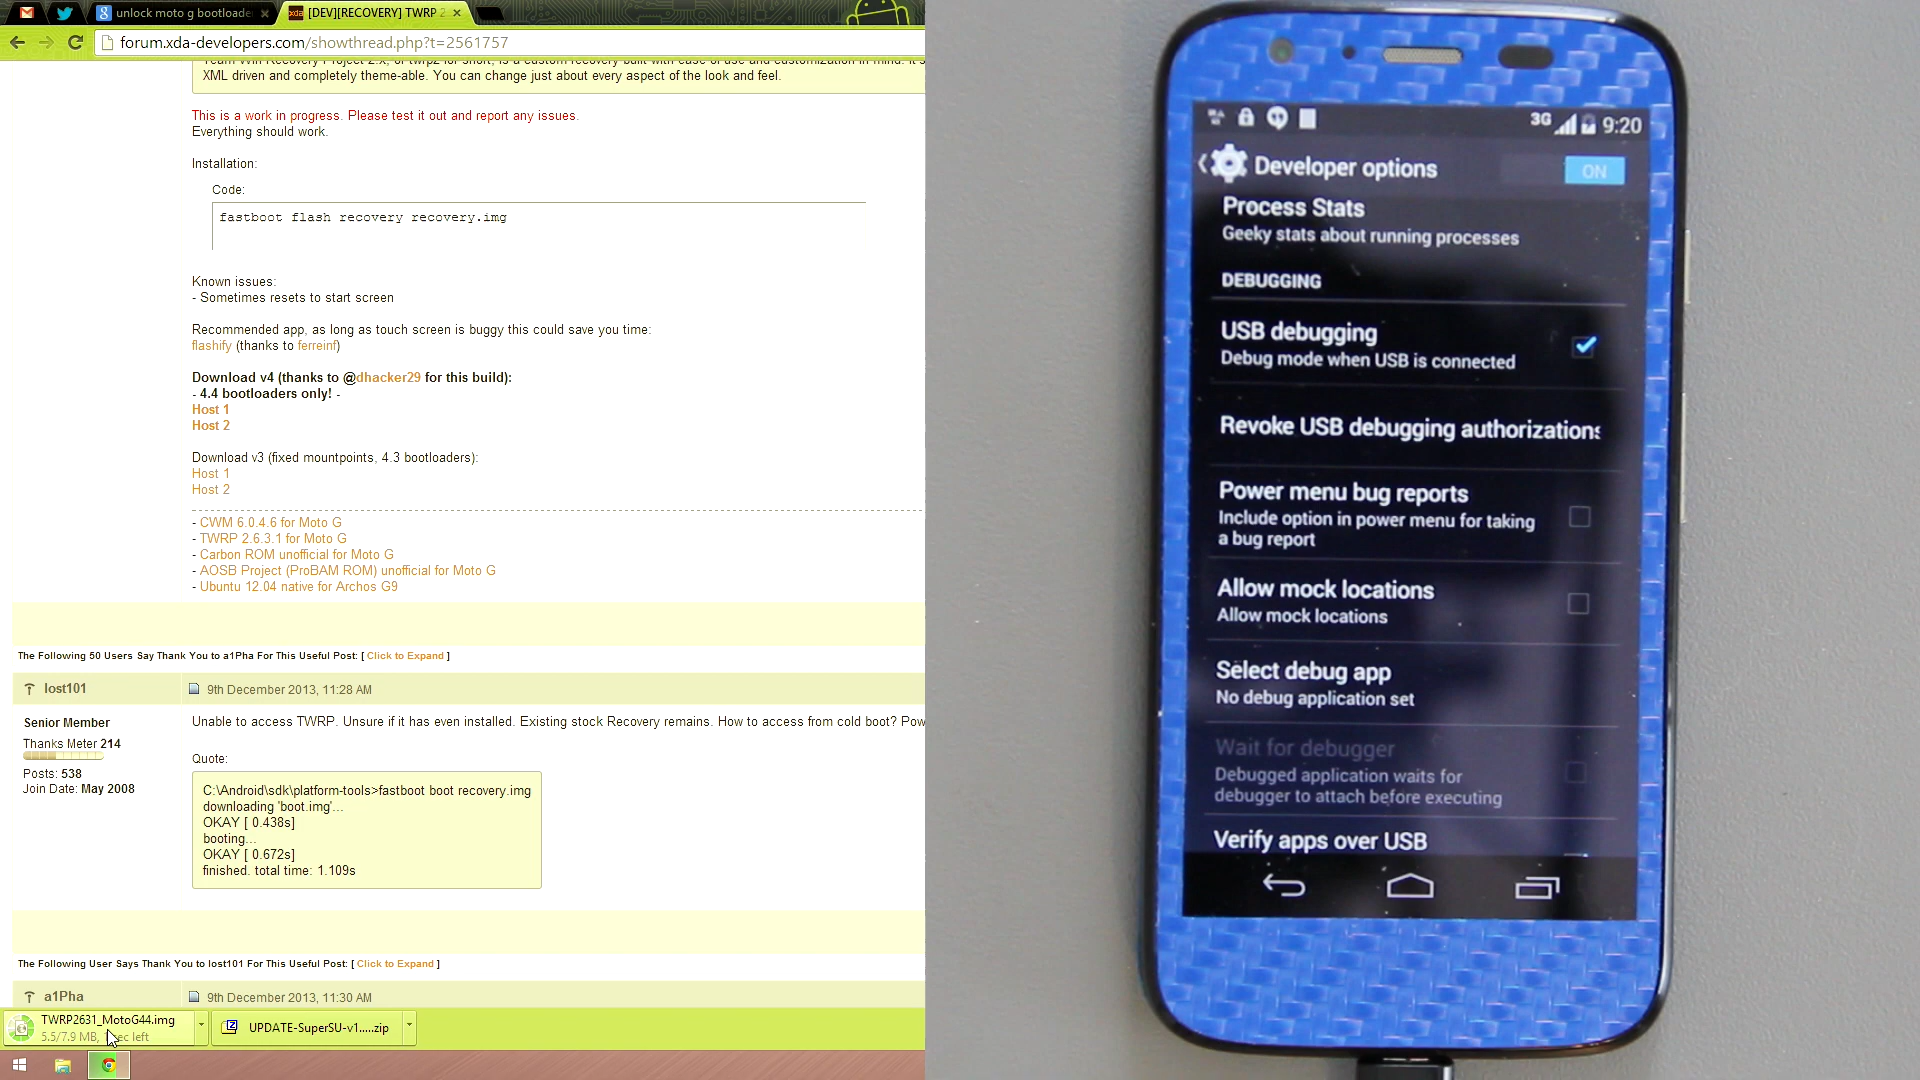 unlock moto g bootloade
[DEV][RECOVERY] TWRP 2
forum.xda-developers.com/showthread.php?t=2561757
XML driven and completely theme-able. You can change just about every aspect of the look and feel.
This is a work in progress. Please test it out and report any issues.
Everything should work.
Installation:
Code:
fastboot flash recovery recovery.img
Known issues:
- Sometimes resets to start screen
Recommended app, as long as touch screen is buggy this could save you time:
flashify (thanks to ferreinf)
Download v4 (thanks to @dhacker29 for this build):
- 4.4 bootloaders only! -
Host 1
Host 2
Download v3 (fixed mountpoints, 4.3 bootloaders):
Host 1
Host 2
- CWM 6.0.4.6 for Moto G
- TWRP 2.6.3.1 for Moto G
- Carbon ROM unofficial for Moto G
- AOSB Project (ProBAM ROM) unofficial for Moto G
- Ubuntu 12.04 native for Archos G9
The Following 50 Users Say Thank You to a1Pha For This Useful Post: [ Click to Expand ]
lost101
9th December 2013, 11:28 AM
Senior Member
Thanks Meter 214
Posts: 538
Join Date: May 2008
Unable to access TWRP. Unsure if it has even installed. Existing stock Recovery remains. How to access from cold boot? Pow
Quote:
C:\Android\sdk\platform-tools>fastboot boot recovery.img
downloading 'boot.img'...
OKAY [ 0.438s]
booting...
OKAY [ 0.672s]
finished. total time: 1.109s
The Following User Says Thank You to lost101 For This Useful Post: [ Click to Expand ]
a1Pha
9th December 2013, 11:30 AM
TWRP2631_MotoG44.img
5.5/7.9 MB, left
UPDATE-SuperSU-v1.....zip
3G 9:20
Developer options
ON
Process Stats
Geeky stats about running processes
DEBUGGING
USB debugging
Debug mode when USB is connected
Revoke USB debugging authorizations
Power menu bug reports
Include option in power menu for taking
a bug report
Allow mock locations
Allow mock locations
Select debug app
No debug application set
Wait for debugger
Debugged application waits for
debugger to attach before executing
Verify apps over USB